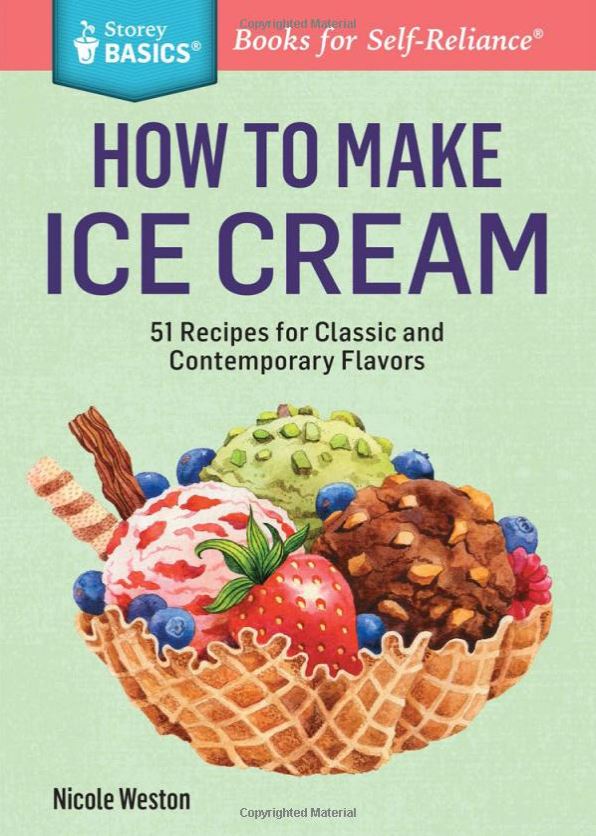 Copyrighted Material
Storey
BASICS®
Books for Self-Reliance®
HOW TO MAKE
ICE CREAM
51 Recipes for Classic and
Contemporary Flavors
Nicole Weston
Copyrighted Material